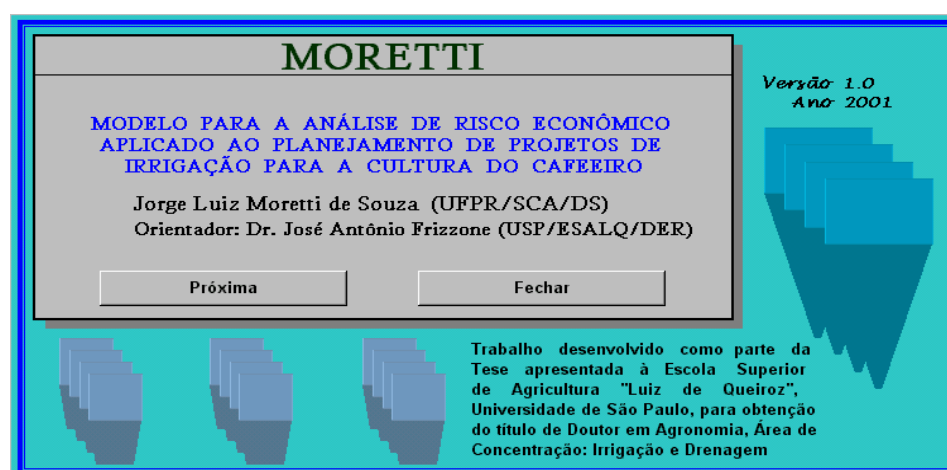 MORETTI
Versão 1.0
Ano 2001
MODELO PARA A ANÁLISE DE RISCO ECONÔMICO
APLICADO AO PLANEJAMENTO DE PROJETOS DE
IRRIGAÇÃO PARA A CULTURA DO CAFEEIRO
Jorge Luiz Moretti de Souza (UFPR/SCA/DS)
Orientador: Dr. José Antônio Frizzone (USP/ESALQ/DER)
Próxima
Fechar
Trabalho desenvolvido como parte da
Tese apresentada à Escola Superior
de Agricultura "Luiz de Queiroz",
Universidade de São Paulo, para obtenção
do título de Doutor em Agronomia, Área de
Concentração: Irrigação e Drenagem